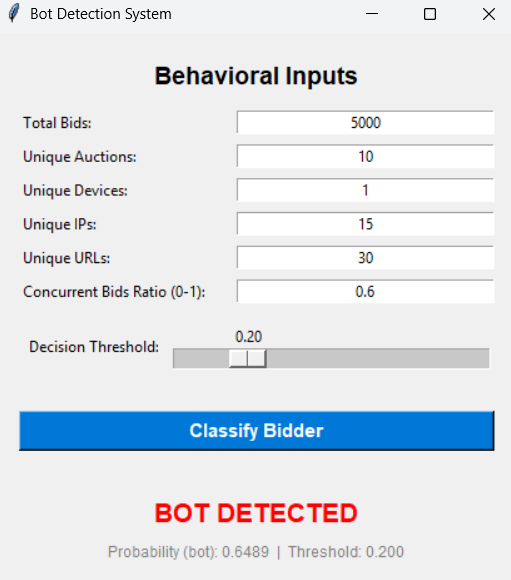 Bot Detection System
Behavioral Inputs
Total Bids: 5000
Unique Auctions: 10
Unique Devices: 1
Unique IPs: 15
Unique URLs: 30
Concurrent Bids Ratio (0-1): 0.6
0.20
Decision Threshold:
Classify Bidder
BOT DETECTED
Probability (bot): 0.6489 | Threshold: 0.200